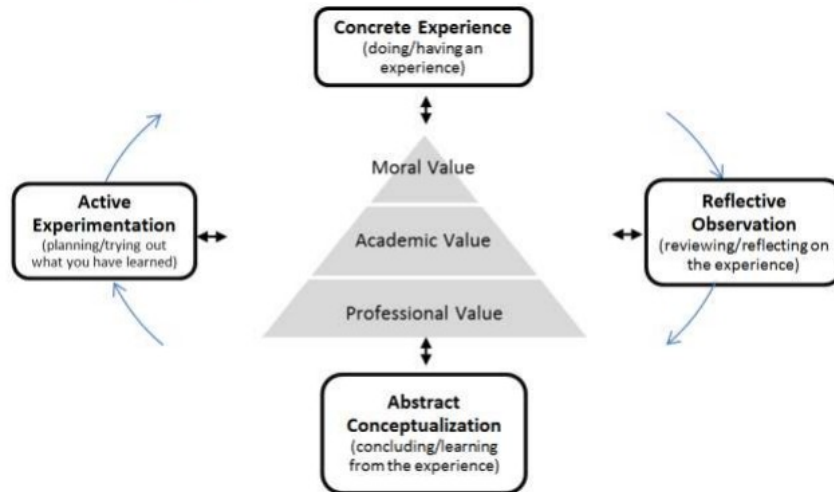 Concrete Experience
(doing/having an
experience)
Moral Value
Active
Experimentation
(planning/trying out
what you have learned)
Academic Value
Reflective
Observation
(reviewing/reflecting on
the experience)
Professional Value
Abstract
Conceptualization
(concluding/learning
from the experience)